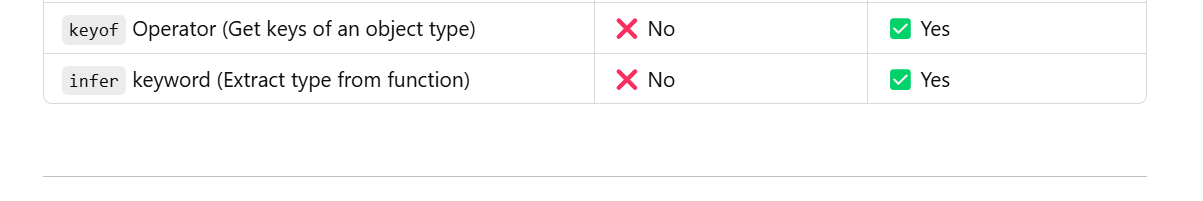 keyof Operator (Get keys of an object type) ❌ No ✅ Yes
infer keyword (Extract type from function) ❌ No ✅ Yes